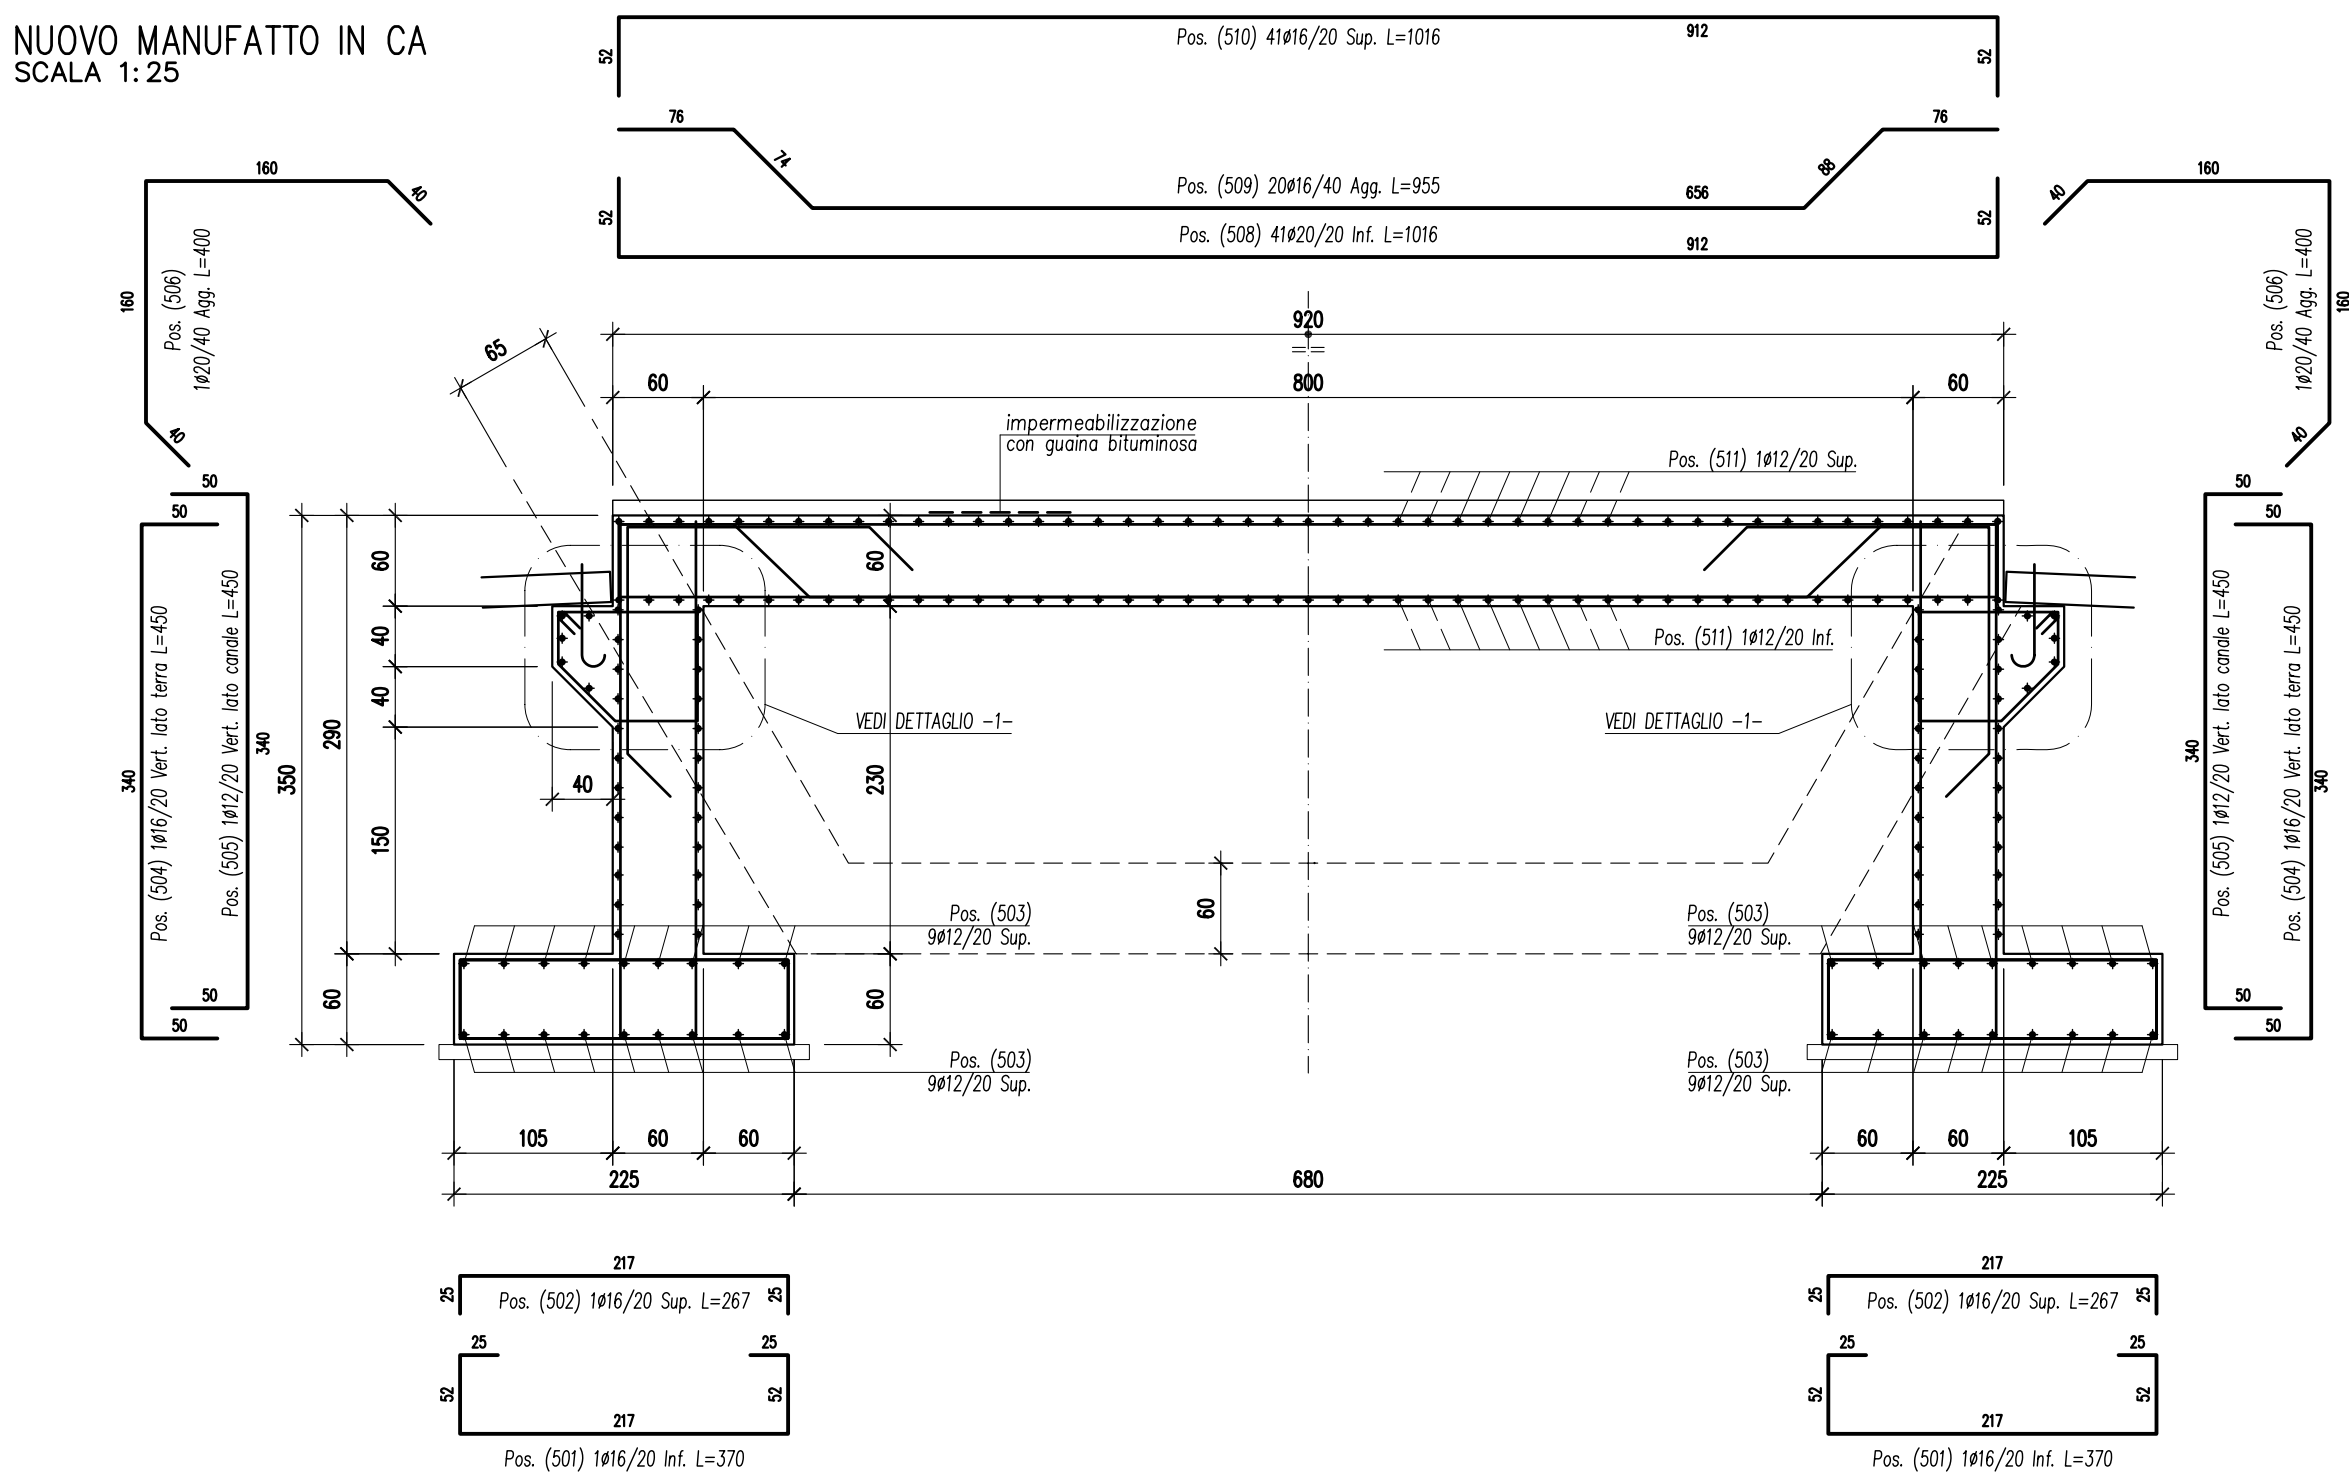 NUOVO MANUFATTO IN CA
SCALA 1:25
52
Pos. (510) 41ø16/20 Sup. L=1016
912
52
76
74
Pos. (509) 20ø16/40 Agg. L=955
656
88
76
52
Pos. (508) 41ø20/20 Inf. L=1016
912
52
160
40
160
Pos. (506)
1ø20/40 Agg. L=400
40
160
40
160
Pos. (506)
1ø20/40 Agg. L=400
40
920
65
60
800
60
impermeabilizzazione
con guaina bituminosa
Pos. (511) 1ø12/20 Sup.
Pos. (511) 1ø12/20 Inf.
50
50
340
Pos. (504) 1ø16/20 Vert. lato terra L=450
Pos. (505) 1ø12/20 Vert. lato canale L=450
340
50
50
350
290
60
60
40
40
150
40
60
230
60
VEDI DETTAGLIO -1-
VEDI DETTAGLIO -1-
60
50
50
340
Pos. (505) 1ø12/20 Vert. lato canale L=450
Pos. (504) 1ø16/20 Vert. lato terra L=450
340
50
50
Pos. (503)
9ø12/20 Sup.
Pos. (503)
9ø12/20 Sup.
Pos. (503)
9ø12/20 Sup.
Pos. (503)
9ø12/20 Sup.
105
60
60
60
60
105
225
680
225
217
25
Pos. (502) 1ø16/20 Sup. L=267
25
25
25
52
52
217
Pos. (501) 1ø16/20 Inf. L=370
217
25
Pos. (502) 1ø16/20 Sup. L=267
25
25
25
52
52
217
Pos. (501) 1ø16/20 Inf. L=370